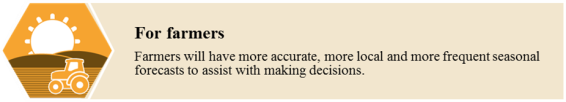 For farmers
Farmers will have more accurate, more local and more frequent seasonal
forecasts to assist with making decisions.